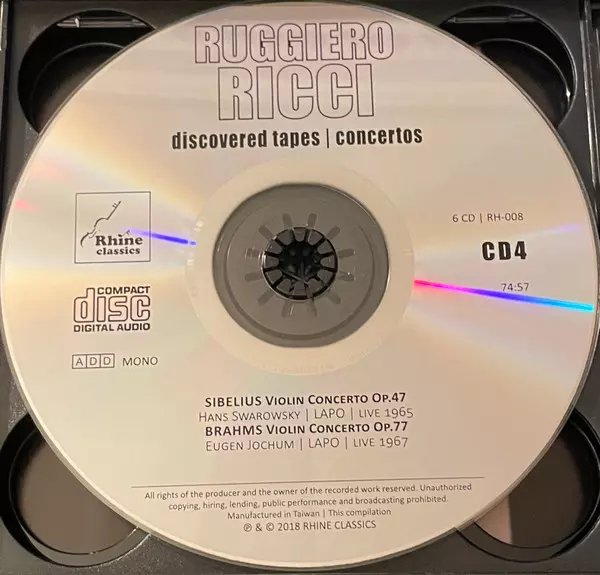 RUGGIERO
RICCI
discovered tapes | concertos
Rhine
classics
6 CD | RH-008
CD4
74:57
COMPACT
disc
DIGITAL AUDIO
ADD MONO
SIBELIUS VIOLIN CONCERTO OP.47
HANS SWAROWSKY | LAPO | LIVE 1965
BRAHMS VIOLIN CONCERTO OP.77
EUGEN JOCHUM | LAPO | LIVE 1967
All rights of the producer and the owner of the recorded work reserved. Unauthorized
copying, hiring, lending, public performance and broadcasting prohibited.
Manufactured in Taiwan | This compilation
℗ & © 2018 RHINE CLASSICS